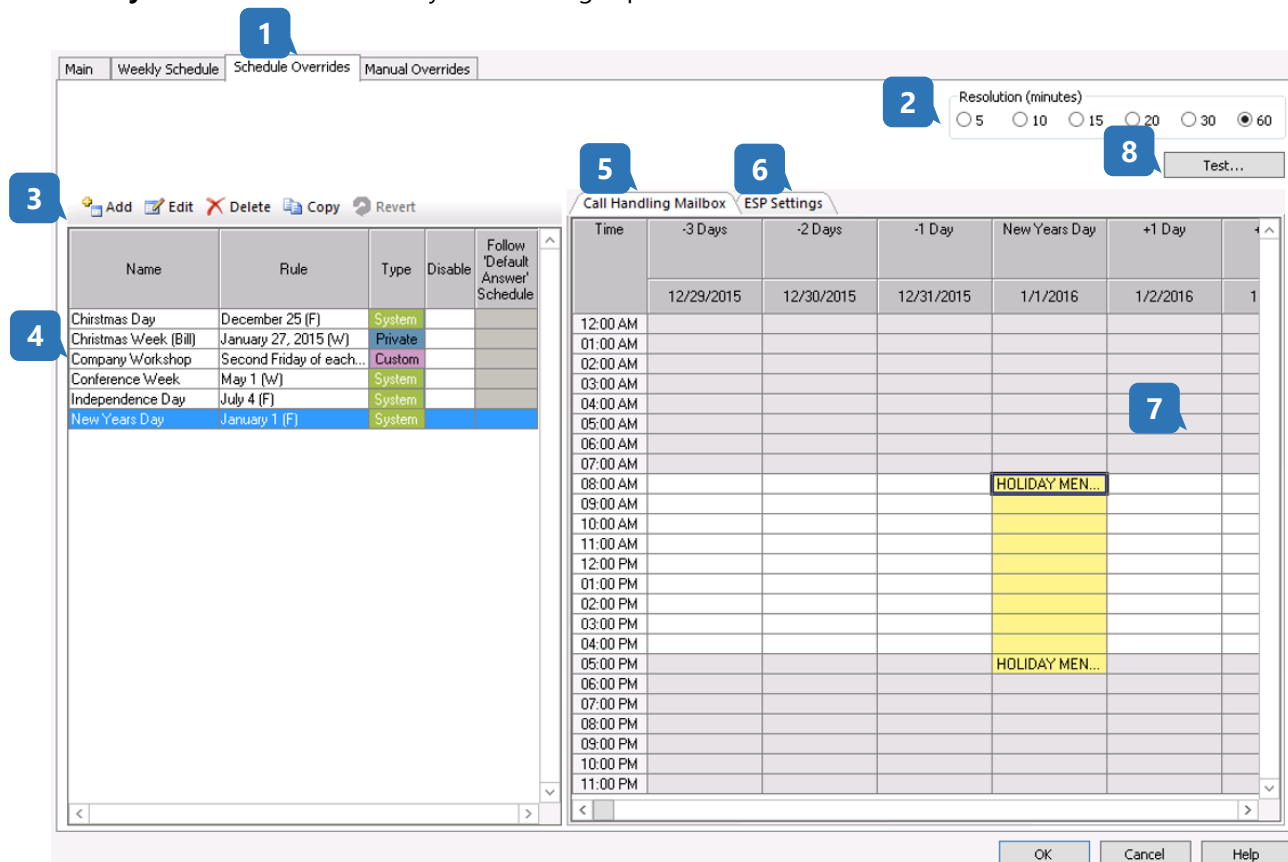 1
Main Weekly Schedule Schedule Overrides Manual Overrides
2
Resolution (minutes)
5 10 15 20 30 60
8
Test...
3
Add Edit Delete Copy Revert
5
6
Call Handling Mailbox ESP Settings
Name Rule Type Disable Follow 'Default Answer' Schedule
4
Chirstmas Day December 25 (F) System
Christmas Week (Bill) January 27, 2015 (W) Private
Company Workshop Second Friday of each... Custom
Conference Week May 1 (W) System
Independence Day July 4 (F) System
New Years Day January 1 (F) System
Time -3 Days -2 Days -1 Day New Years Day +1 Day
12/29/2015 12/30/2015 12/31/2015 1/1/2016 1/2/2016 1
12:00 AM
01:00 AM
02:00 AM
03:00 AM
04:00 AM
7
05:00 AM
06:00 AM
07:00 AM
08:00 AM HOLIDAY MEN...
09:00 AM
10:00 AM
11:00 AM
12:00 PM
01:00 PM
02:00 PM
03:00 PM
04:00 PM
05:00 PM HOLIDAY MEN...
06:00 PM
07:00 PM
08:00 PM
09:00 PM
10:00 PM
11:00 PM
OK Cancel Help